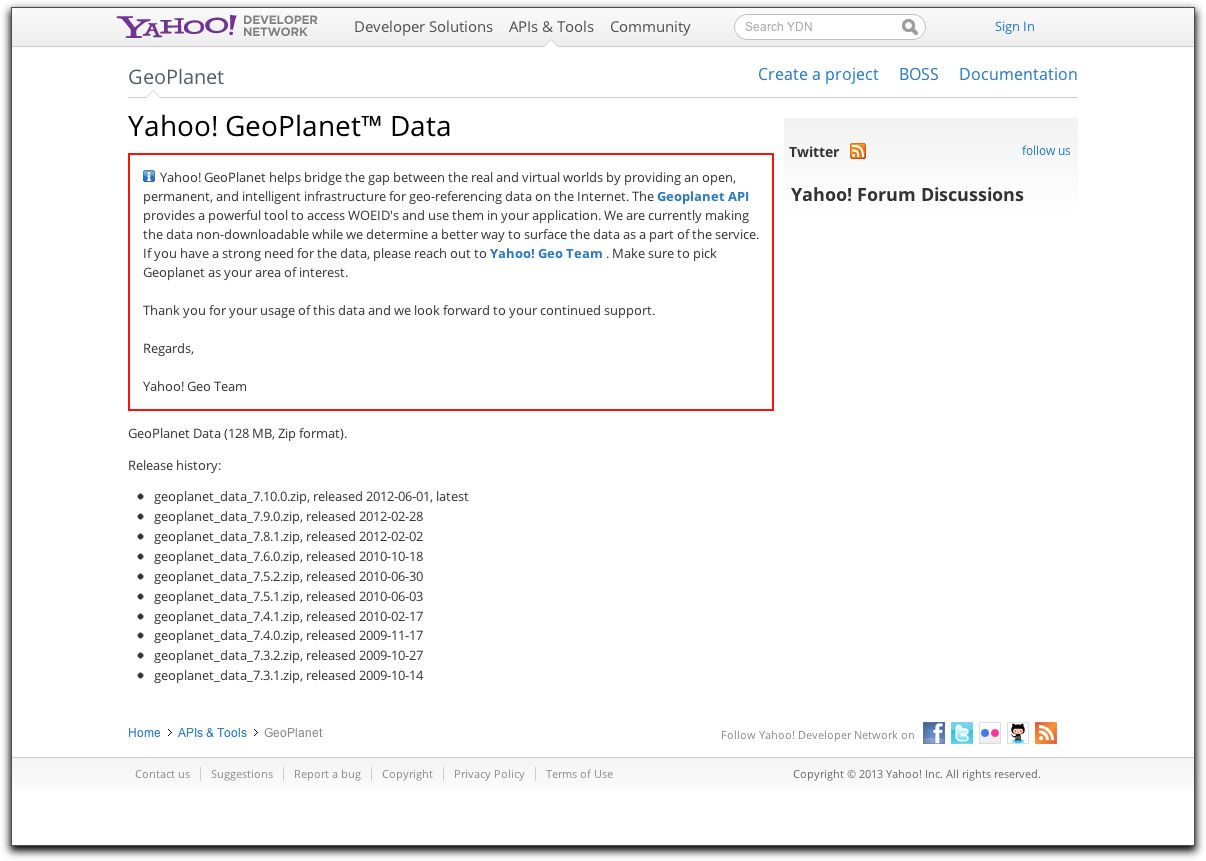 YAHOO! DEVELOPER NETWORK
Developer Solutions APIs & Tools Community
Search YDN
Sign In
GeoPlanet
Create a project BOSS Documentation
Yahoo! GeoPlanet™ Data
Yahoo! GeoPlanet helps bridge the gap between the real and virtual worlds by providing an open,
permanent, and intelligent infrastructure for geo-referencing data on the Internet. The Geoplanet API
provides a powerful tool to access WOEID's and use them in your application. We are currently making
the data non-downloadable while we determine a better way to surface the data as a part of the service.
If you have a strong need for the data, please reach out to Yahoo! Geo Team . Make sure to pick
Geoplanet as your area of interest.
Thank you for your usage of this data and we look forward to your continued support.
Regards,
Yahoo! Geo Team
Twitter follow us
Yahoo! Forum Discussions
GeoPlanet Data (128 MB, Zip format).
Release history:
geoplanet_data_7.10.0.zip, released 2012-06-01, latest
geoplanet_data_7.9.0.zip, released 2012-02-28
geoplanet_data_7.8.1.zip, released 2012-02-02
geoplanet_data_7.6.0.zip, released 2010-10-18
geoplanet_data_7.5.2.zip, released 2010-06-30
geoplanet_data_7.5.1.zip, released 2010-06-03
geoplanet_data_7.4.1.zip, released 2010-02-17
geoplanet_data_7.4.0.zip, released 2009-11-17
geoplanet_data_7.3.2.zip, released 2009-10-27
geoplanet_data_7.3.1.zip, released 2009-10-14
Home > APIs & Tools > GeoPlanet
Follow Yahoo! Developer Network on
Contact us | Suggestions | Report a bug | Copyright | Privacy Policy | Terms of Use
Copyright © 2013 Yahoo! Inc. All rights reserved.